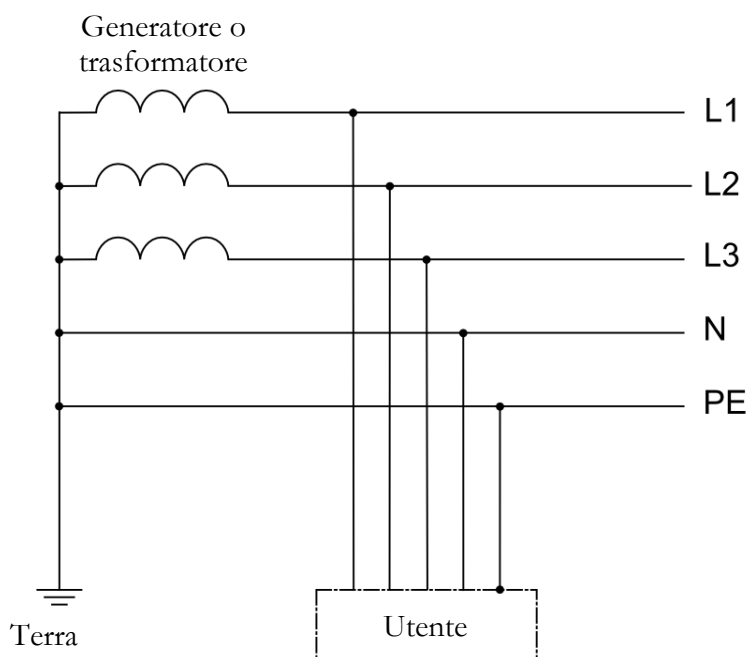 Generatore o
trasformatore
L1
L2
L3
N
PE
Terra
Utente